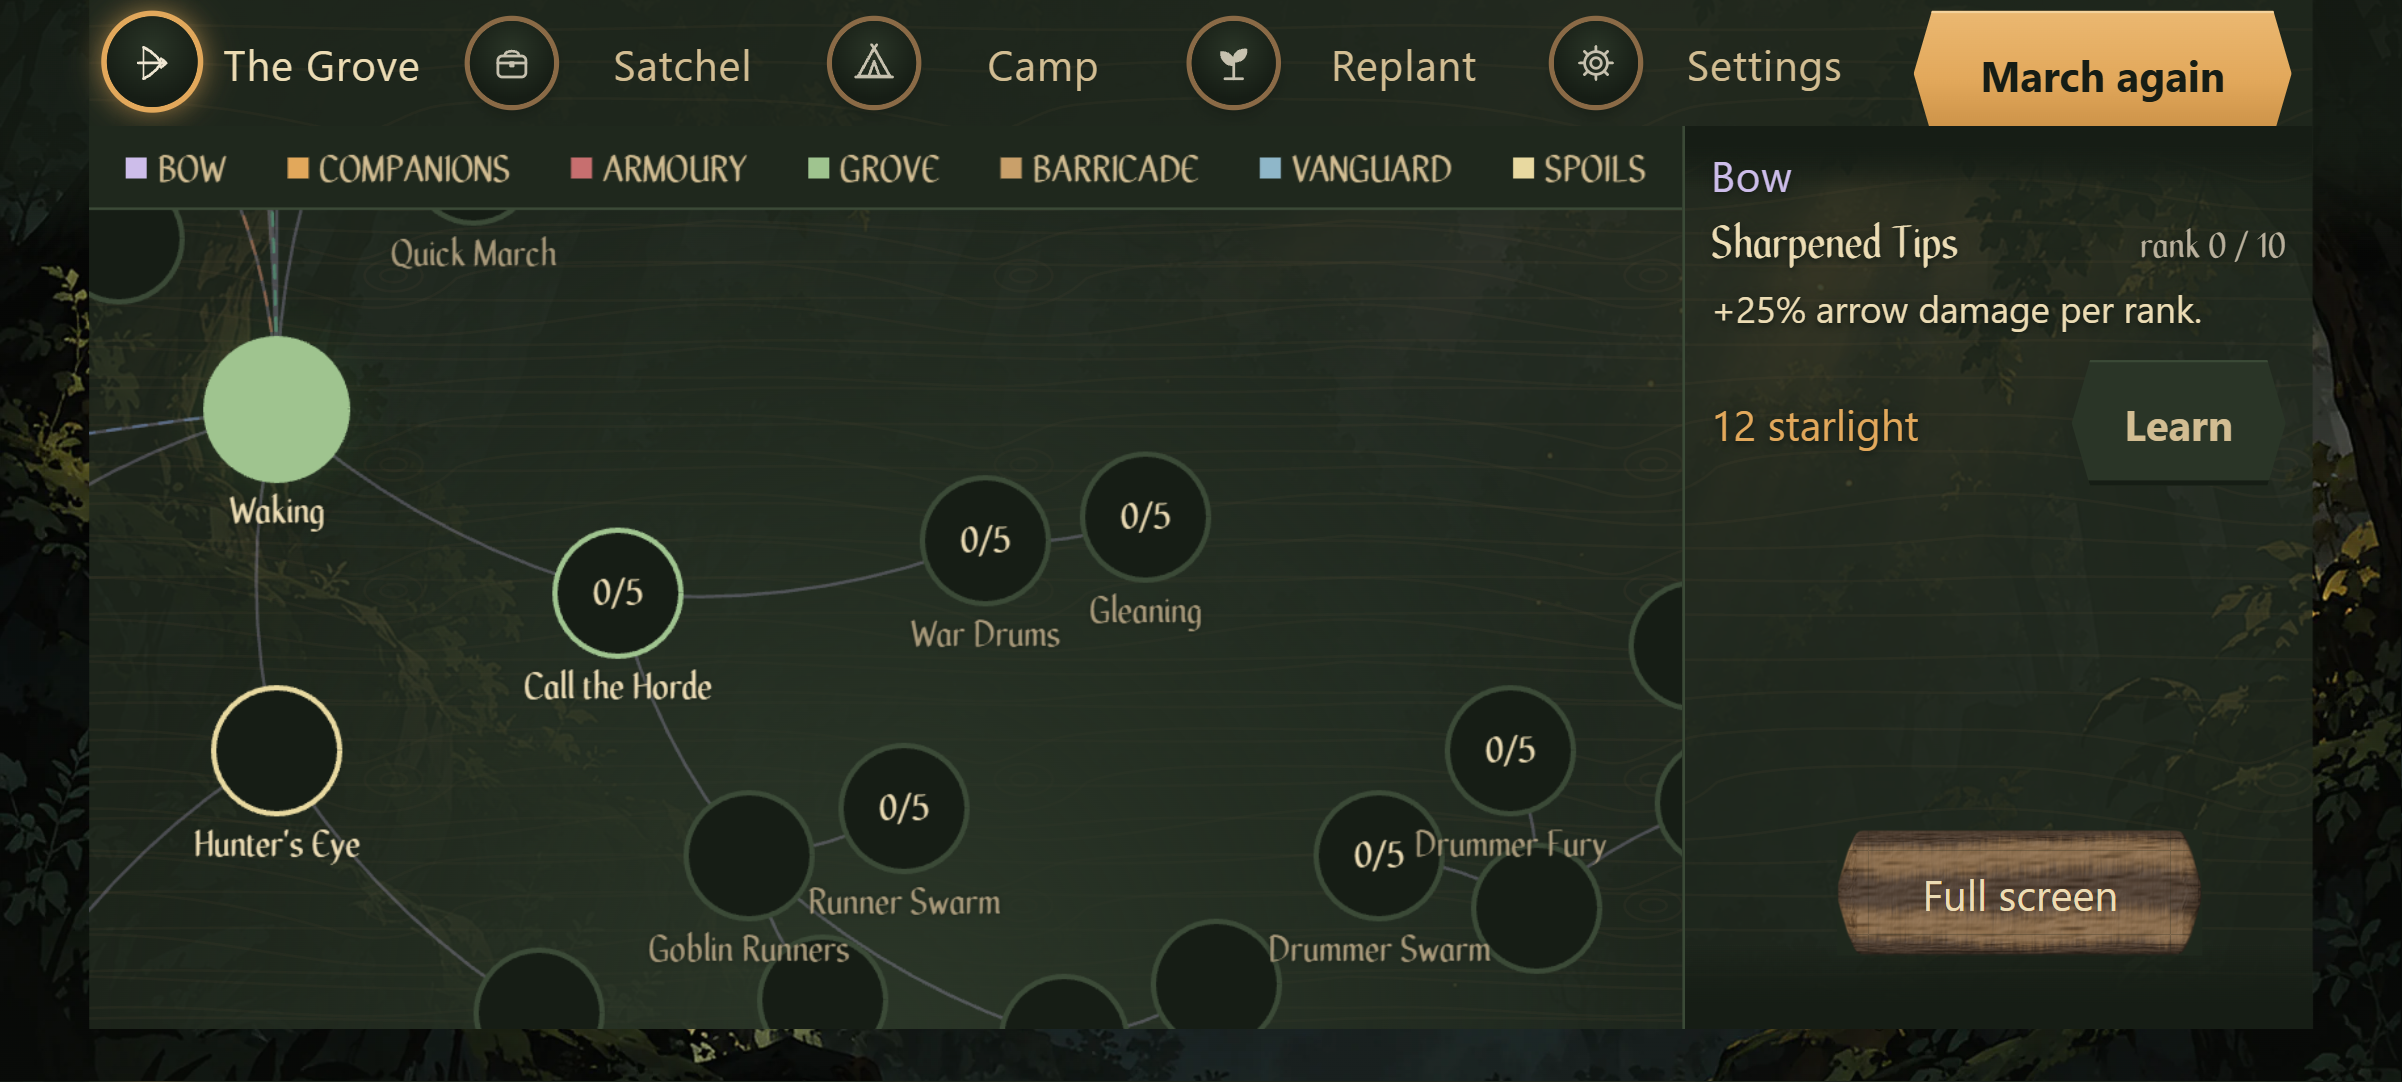 The Grove
Satchel
Camp
Replant
Settings
March again
BOW
COMPANIONS
ARMOURY
GROVE
BARRICADE
VANGUARD
SPOILS
Quick March
Waking
0/5
Call the Horde
0/5
War Drums
0/5
Gleaning
Hunter's Eye
0/5
Runner Swarm
Goblin Runners
0/5
Drummer Fury
0/5
Drummer Swarm
Bow
Sharpened Tips rank 0 / 10
+25% arrow damage per rank.
12 starlight
Learn
Full screen